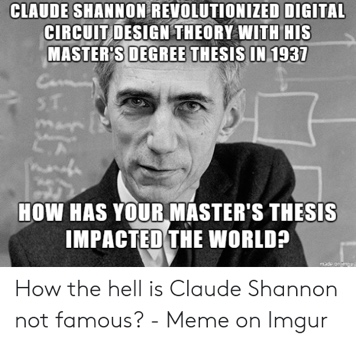 CLAUDE SHANNON REVOLUTIONIZED DIGITAL
CIRCUIT DESIGN THEORY WITH HIS
MASTER'S DEGREE THESIS IN 1937
HOW HAS YOUR MASTER'S THESIS
IMPACTED THE WORLD?
How the hell is Claude Shannon
not famous? - Meme on Imgur